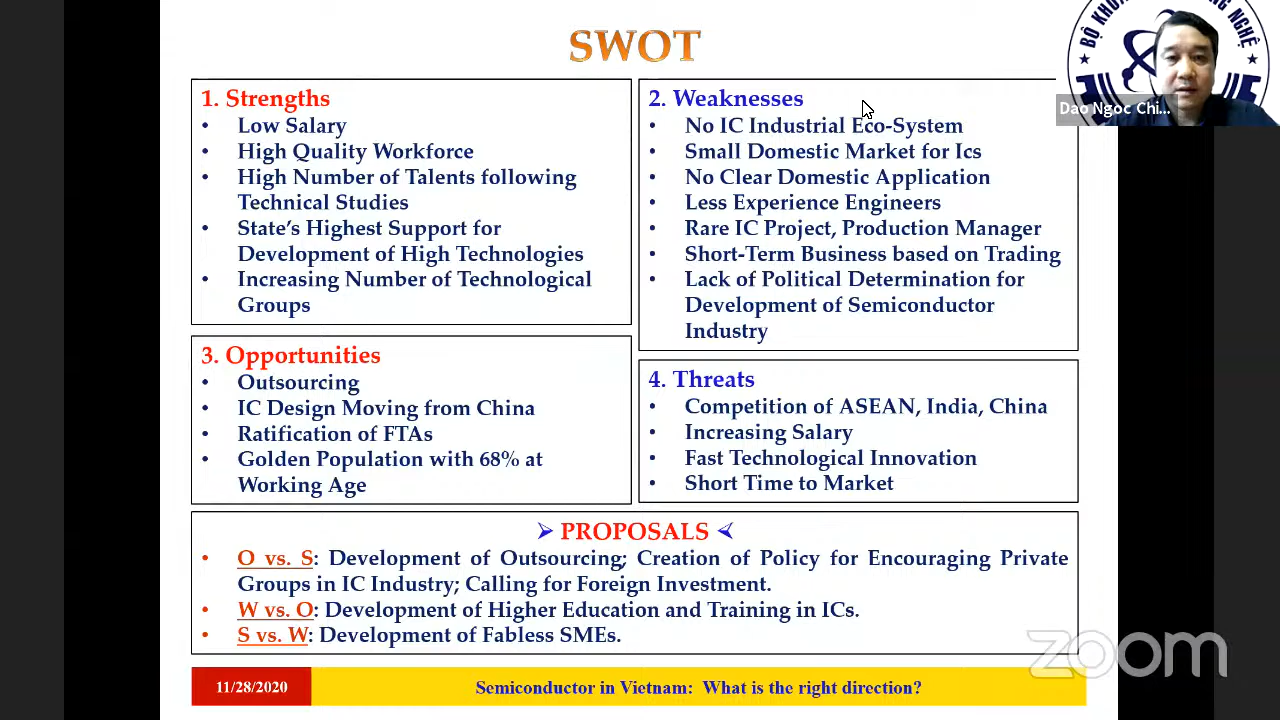 SWOT
BỘ KHOA
NGHỆ
Dao Ngoc Chi...
1. Strengths
• Low Salary
• High Quality Workforce
• High Number of Talents following
Technical Studies
• State's Highest Support for
Development of High Technologies
• Increasing Number of Technological
Groups
2. Weaknesses
• No IC Industrial Eco-System
• Small Domestic Market for Ics
• No Clear Domestic Application
• Less Experience Engineers
• Rare IC Project, Production Manager
• Short-Term Business based on Trading
• Lack of Political Determination for
Development of Semiconductor
Industry
3. Opportunities
• Outsourcing
• IC Design Moving from China
• Ratification of FTAs
• Golden Population with 68% at
Working Age
4. Threats
• Competition of ASEAN, India, China
• Increasing Salary
• Fast Technological Innovation
• Short Time to Market
PROPOSALS
• O vs. S: Development of Outsourcing; Creation of Policy for Encouraging Private
Groups in IC Industry; Calling for Foreign Investment.
• W vs. O: Development of Higher Education and Training in ICs.
• S vs. W: Development of Fabless SMEs.
zoom
11/28/2020
Semiconductor in Vietnam: What is the right direction?